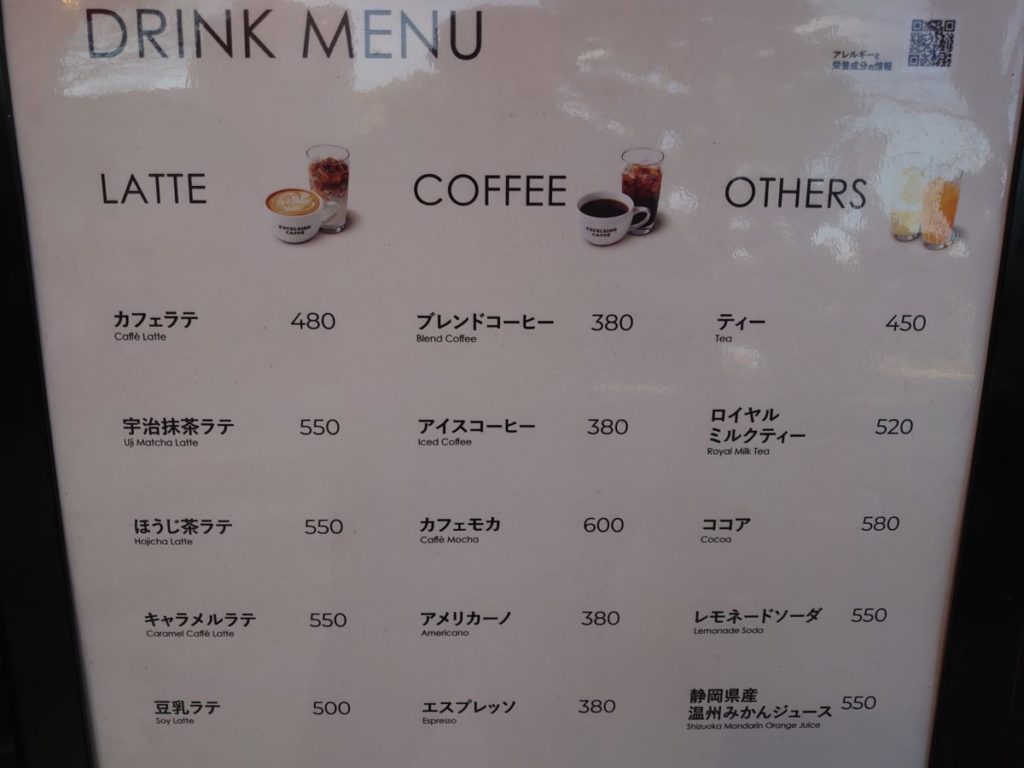 DRINK MENU
アレルギーと
栄養成分の情報
LATTE
EXCELSIOR
CAFFÉ
カフェラテ 480
Caffè Latte
宇治抹茶ラテ 550
Uji Matcha Latte
ほうじ茶ラテ 550
Hojicha Latte
キャラメルラテ 550
Caramel Caffè Latte
豆乳ラテ 500
Soy Latte
COFFEE
EXCELSIOR
CAFFÉ
ブレンドコーヒー 380
Blend Coffee
アイスコーヒー 380
Iced Coffee
カフェモカ 600
Caffè Mocha
アメリカーノ 380
Americano
エスプレッソ 380
Espresso
OTHERS
ティー 450
Tea
ロイヤル
ミルクティー 520
Royal Milk Tea
ココア 580
Cocoa
レモネードソーダ 550
Lemonade Soda
静岡県産
温州みかんジュース 550
Shizuoka Mandarin Orange Juice